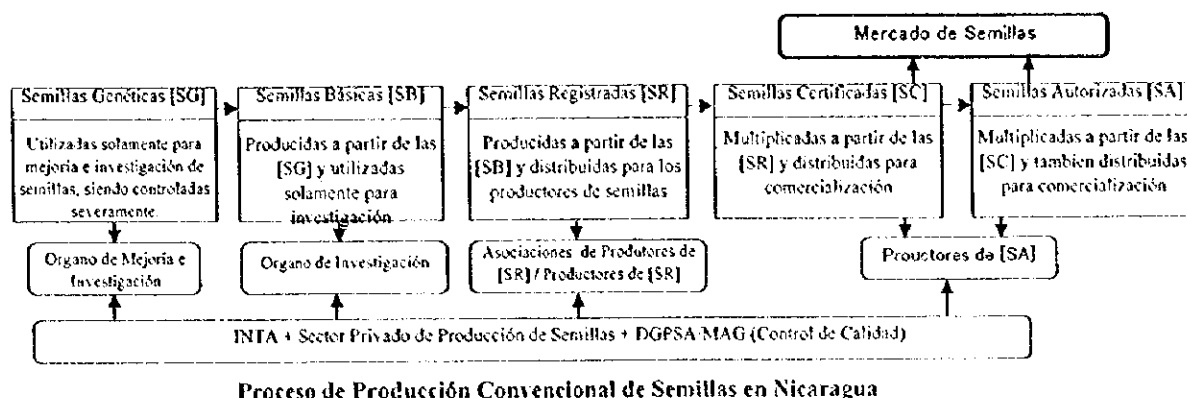 Mercado de Semillas
Semillas Genéticas [SG]
Utilizadas solamente para
mejoria e investigación de
semillas, siendo controladas
severamente.
Semillas Básicas [SB]
Producidas a partir de las
[SG] y utilizadas
solamente para
investigación
Semillas Registradas [SR]
Producidas a partir de las
[SB] y distribuidas para los
productores de semillas
Semillas Certificadas [SC]
Multiplicadas a partir de las
[SR] y distribuidas para
comercialización
Semillas Autorizadas [SA]
Multiplicadas a partir de las
[SC] y tambien distribuidas
para comercialización
Organo de Mejoria e
Investigación
Organo de Investigación
Asociaciones de Produtores de
[SR] / Productores de [SR]
Prouctores de [SA]
INTA + Sector Privado de Producción de Semillas + DGPSA/MAG (Control de Calidad)
Proceso de Producción Convencional de Semillas en Nicaragua